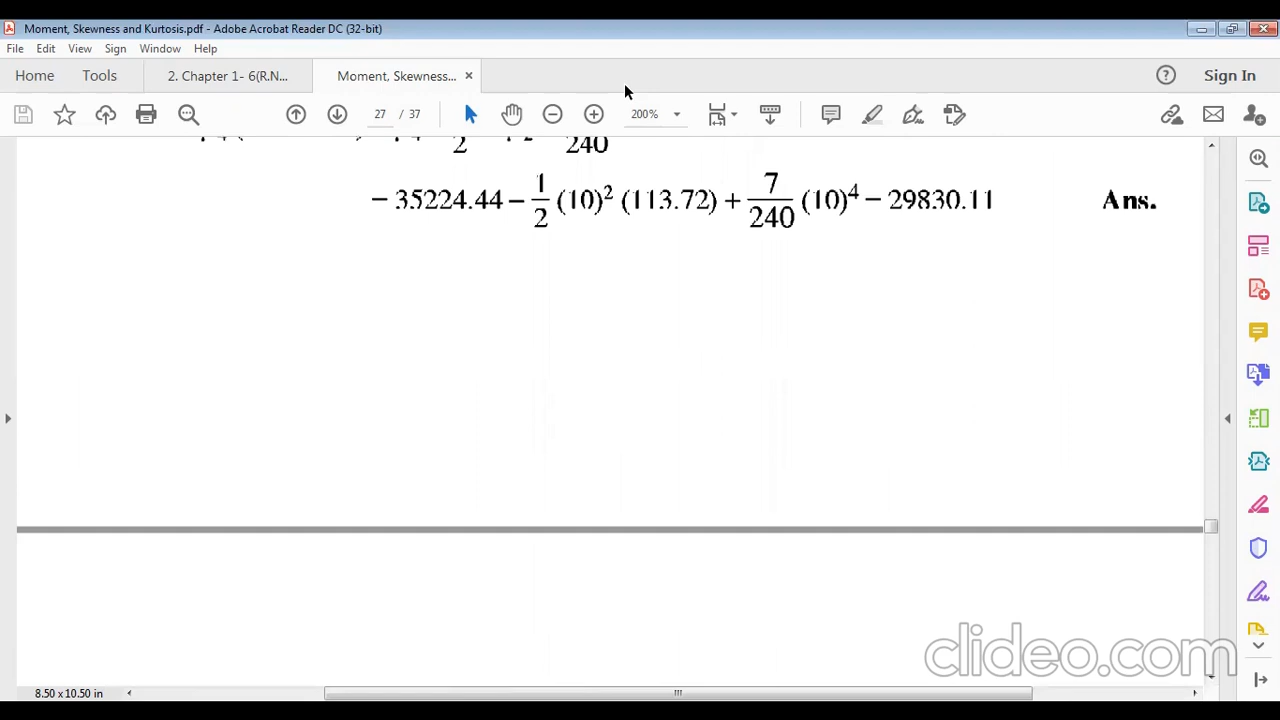 Moment, Skewness and Kurtosis.pdf - Adobe Acrobat Reader DC (32-bit)
File Edit View Sign Window Help
Home Tools 2. Chapter 1- 6(R.N... Moment, Skewness... × Sign In
27 / 37 200%
2 240
− 35224.44 − 1/2 (10)² (113.72) + 7/240 (10)⁴ − 29830.11 Ans.
clideo.com
8.50 x 10.50 in